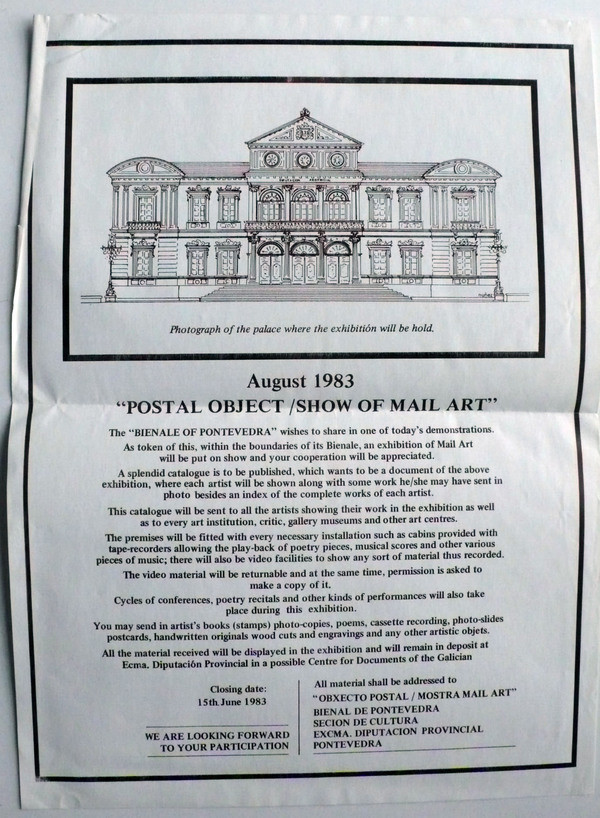 Photograph of the palace where the exhibitión will be hold.
August 1983
"POSTAL OBJECT /SHOW OF MAIL ART"
The "BIENALE OF PONTEVEDRA" wishes to share in one of today's demonstrations.
As token of this, within the boundaries of its Bienale, an exhibition of Mail Art
will be put on show and your cooperation will be appreciated.
A splendid catalogue is to be published, which wants to be a document of the above
exhibition, where each artist will be shown along with some work he/she may have sent in
photo besides an index of the complete works of each artist.
This catalogue will be sent to all the artists showing their work in the exhibition as well
as to every art institution, critic, gallery museums and other art centres.
The premises will be fitted with every necessary installation such as cabins provided with
tape-recorders allowing the play-back of poetry pieces, musical scores and other various
pieces of music; there will also be video facilities to show any sort of material thus recorded.
The video material will be returnable and at the same time, permission is asked to
make a copy of it.
Cycles of conferences, poetry recitals and other kinds of performances will also take
place during this exhibition.
You may send in artist's books (stamps) photo-copies, poems, cassette recording, photo-slides
postcards, handwritten originals wood cuts and engravings and any other artistic objets.
All the material received will be displayed in the exhibition and will remain in deposit at
Ecma. Diputación Provincial in a possible Centre for Documents of the Galician
Closing date:
15th June 1983
WE ARE LOOKING FORWARD
TO YOUR PARTICIPATION
All material shall be addressed to
"OBXECTO POSTAL / MOSTRA MAIL ART"
BIENAL DE PONTEVEDRA
SECION DE CULTURA
EXCMA. DIPUTACION PROVINCIAL
PONTEVEDRA